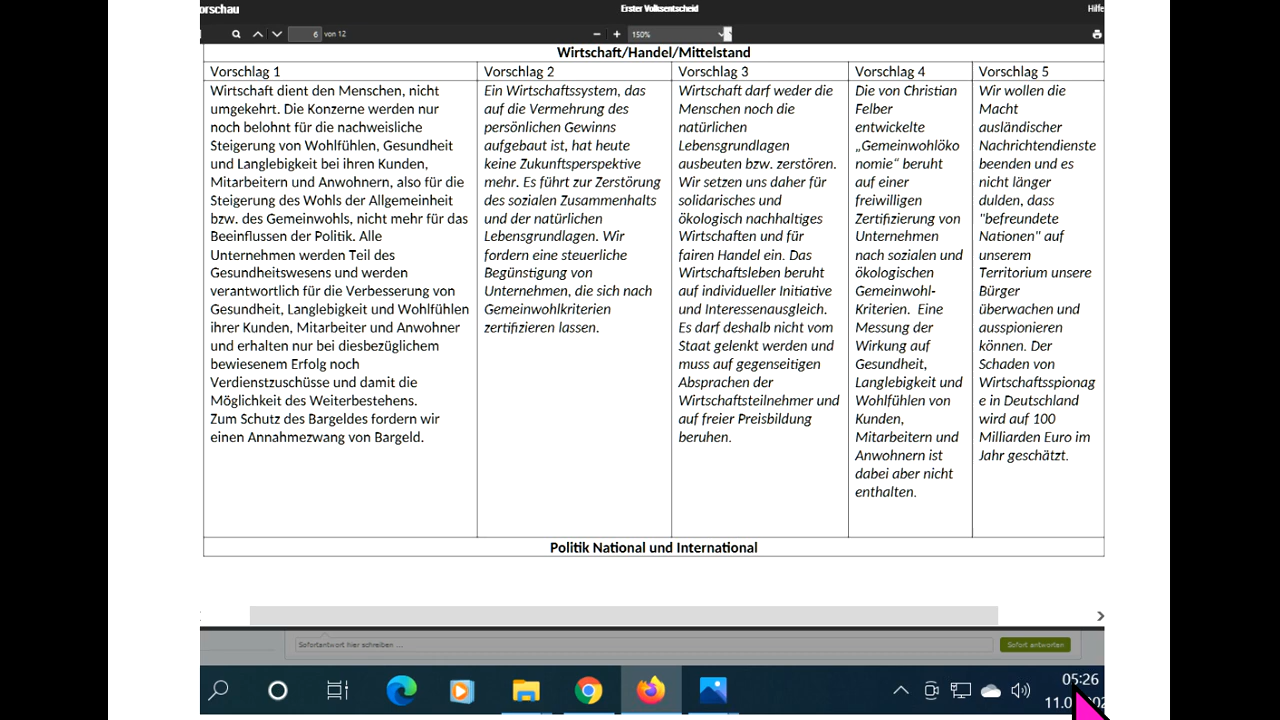 orschau
Erster Volksentscheid
Hilfe
6 von 12
150%
Wirtschaft/Handel/Mittelstand
Vorschlag 1
Wirtschaft dient den Menschen, nicht
umgekehrt. Die Konzerne werden nur
noch belohnt für die nachweisliche
Steigerung von Wohlfühlen, Gesundheit
und Langlebigkeit bei ihren Kunden,
Mitarbeitern und Anwohnern, also für die
Steigerung des Wohls der Allgemeinheit
bzw. des Gemeinwohls, nicht mehr für das
Beeinflussen der Politik. Alle
Unternehmen werden Teil des
Gesundheitswesens und werden
verantwortlich für die Verbesserung von
Gesundheit, Langlebigkeit und Wohlfühlen
ihrer Kunden, Mitarbeiter und Anwohner
und erhalten nur bei diesbezüglichem
bewiesenem Erfolg noch
Verdienstzuschüsse und damit die
Möglichkeit des Weiterbestehens.
Zum Schutz des Bargeldes fordern wir
einen Annahmezwang von Bargeld.
Vorschlag 2
Ein Wirtschaftssystem, das
auf die Vermehrung des
persönlichen Gewinns
aufgebaut ist, hat heute
keine Zukunftsperspektive
mehr. Es führt zur Zerstörung
des sozialen Zusammenhalts
und der natürlichen
Lebensgrundlagen. Wir
fordern eine steuerliche
Begünstigung von
Unternehmen, die sich nach
Gemeinwohlkriterien
zertifizieren lassen.
Vorschlag 3
Wirtschaft darf weder die
Menschen noch die
natürlichen
Lebensgrundlagen
ausbeuten bzw. zerstören.
Wir setzen uns daher für
solidarisches und
ökologisch nachhaltiges
Wirtschaften und für
fairen Handel ein. Das
Wirtschaftsleben beruht
auf individueller Initiative
und Interessenausgleich.
Es darf deshalb nicht vom
Staat gelenkt werden und
muss auf gegenseitigen
Absprachen der
Wirtschaftsteilnehmer und
auf freier Preisbildung
beruhen.
Vorschlag 4
Die von Christian
Felber
entwickelte
„Gemeinwohlöko
nomie“ beruht
auf einer
freiwilligen
Zertifizierung von
Unternehmen
nach sozialen und
ökologischen
Gemeinwohl-
Kriterien. Eine
Messung der
Wirkung auf
Gesundheit,
Langlebigkeit und
Wohlfühlen von
Kunden,
Mitarbeitern und
Anwohnern ist
dabei aber nicht
enthalten.
Vorschlag 5
Wir wollen die
Macht
ausländischer
Nachrichtendienste
beenden und es
nicht länger
dulden, dass
"befreundete
Nationen" auf
unserem
Territorium unsere
Bürger
überwachen und
ausspionieren
können. Der
Schaden von
Wirtschaftsspionag
e in Deutschland
wird auf 100
Milliarden Euro im
Jahr geschätzt.
Politik National und International
Sofortantwort hier schreiben ...
Sofort antworten
05:26
11.0